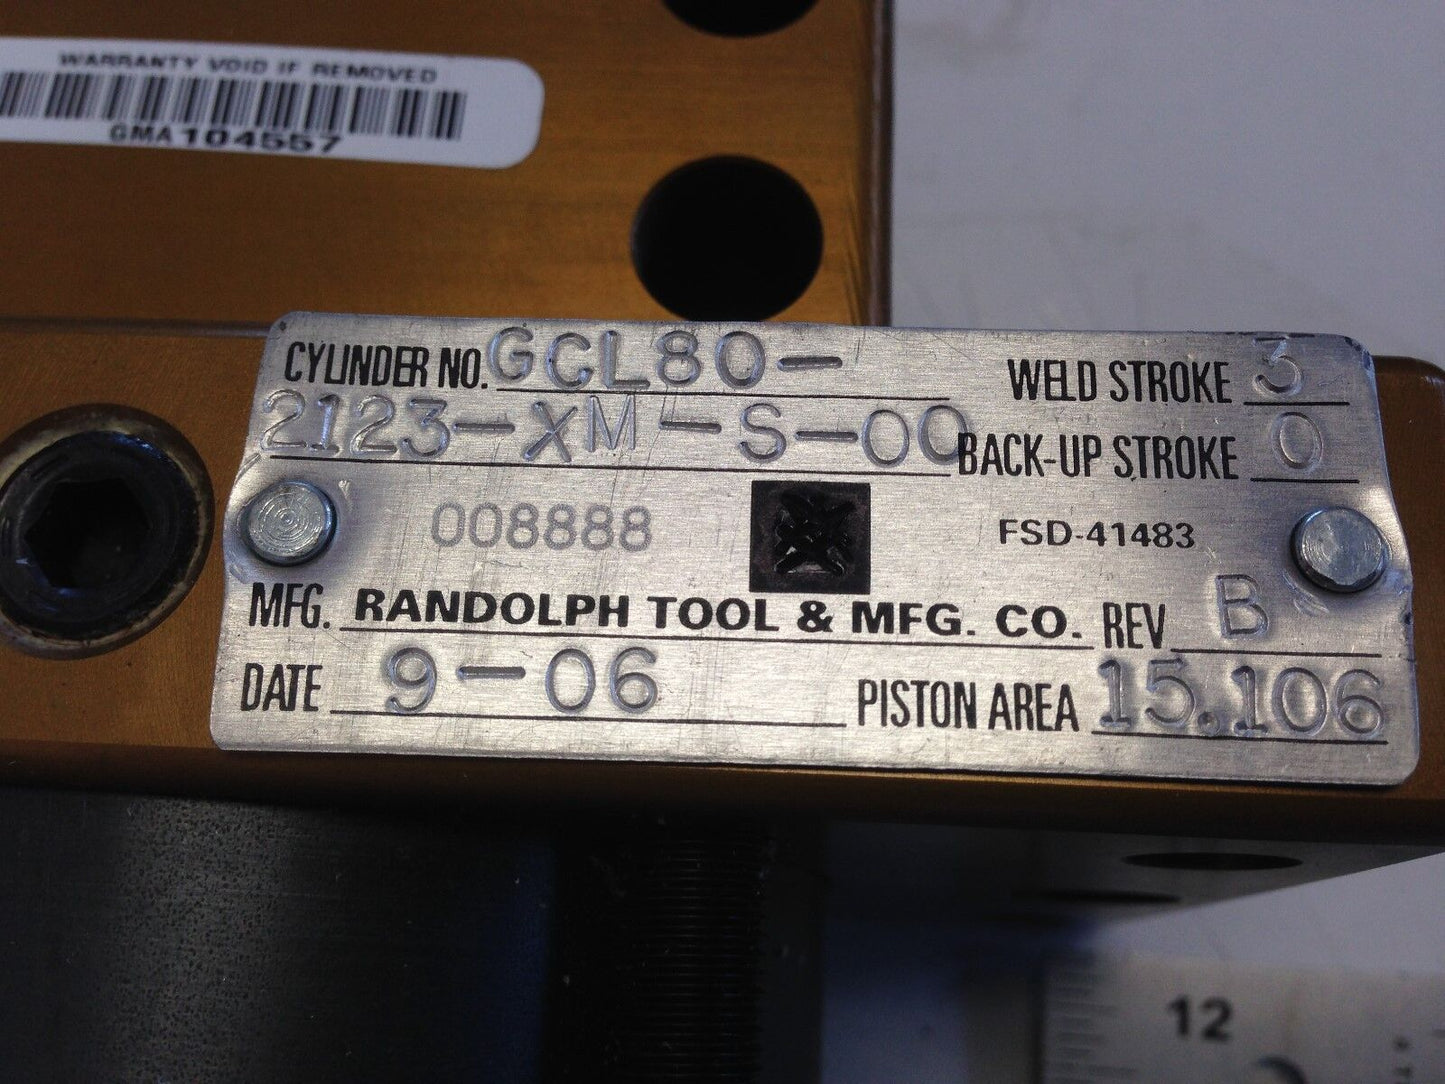 WARRANTY VOID IF REMOVED
GMA104557
CYLINDER NO. GCL80- WELD STROKE 3
2123-XM-S-00 BACK-UP STROKE 0
008888 FSD-41483
MFG. RANDOLPH TOOL & MFG. CO. REV B
DATE 9-06 PISTON AREA 15.106
12